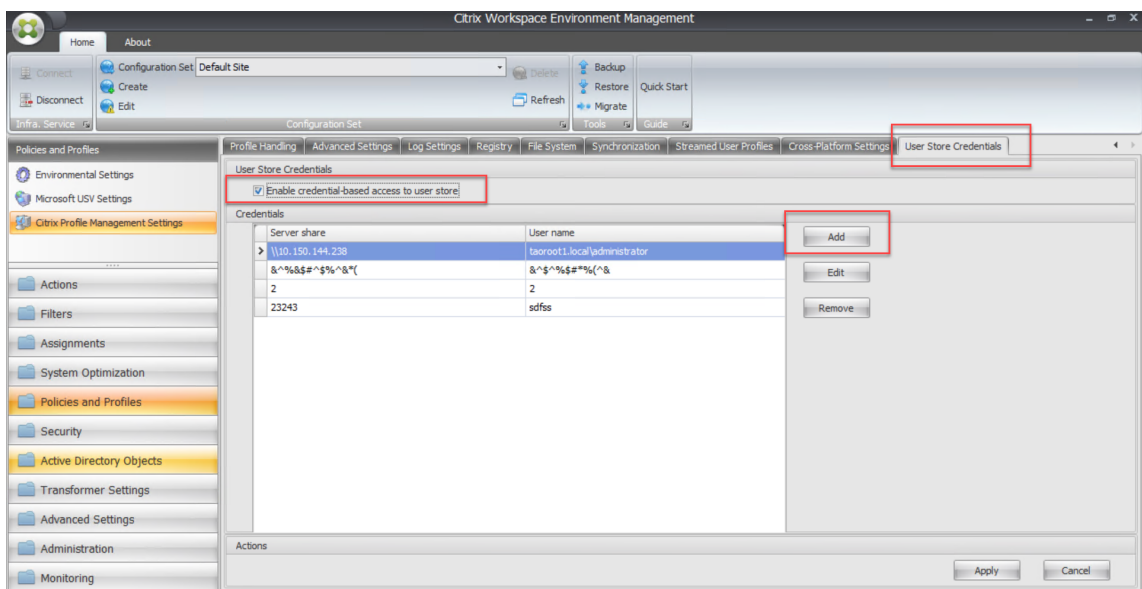 Citrix Workspace Environment Management
Home About
Connect
Disconnect
Infra. Service
Configuration Set Default Site
Create
Edit
Delete
Refresh
Configuration Set
Backup
Restore
Migrate
Tools
Quick Start
Guide
Policies and Profiles
Environmental Settings
Microsoft USV Settings
Citrix Profile Management Settings
Actions
Filters
Assignments
System Optimization
Policies and Profiles
Security
Active Directory Objects
Transformer Settings
Advanced Settings
Administration
Monitoring
Profile Handling Advanced Settings Log Settings Registry File System Synchronization Streamed User Profiles Cross-Platform Settings User Store Credentials
User Store Credentials
Enable credential-based access to user store
Credentials
Server share User name
\\10.150.144.238 taoroot1.local\administrator
&^%&$#^$%^&*( &^$^%$#*%(^&
2 2
23243 sdfss
Add
Edit
Remove
Actions
Apply Cancel